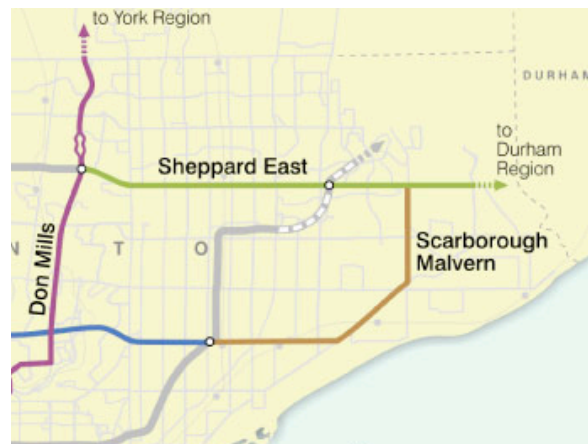 to York Region
DURHAM
to
Durham
Region
Sheppard East
Scarborough
Malvern
Don Mills
N T O